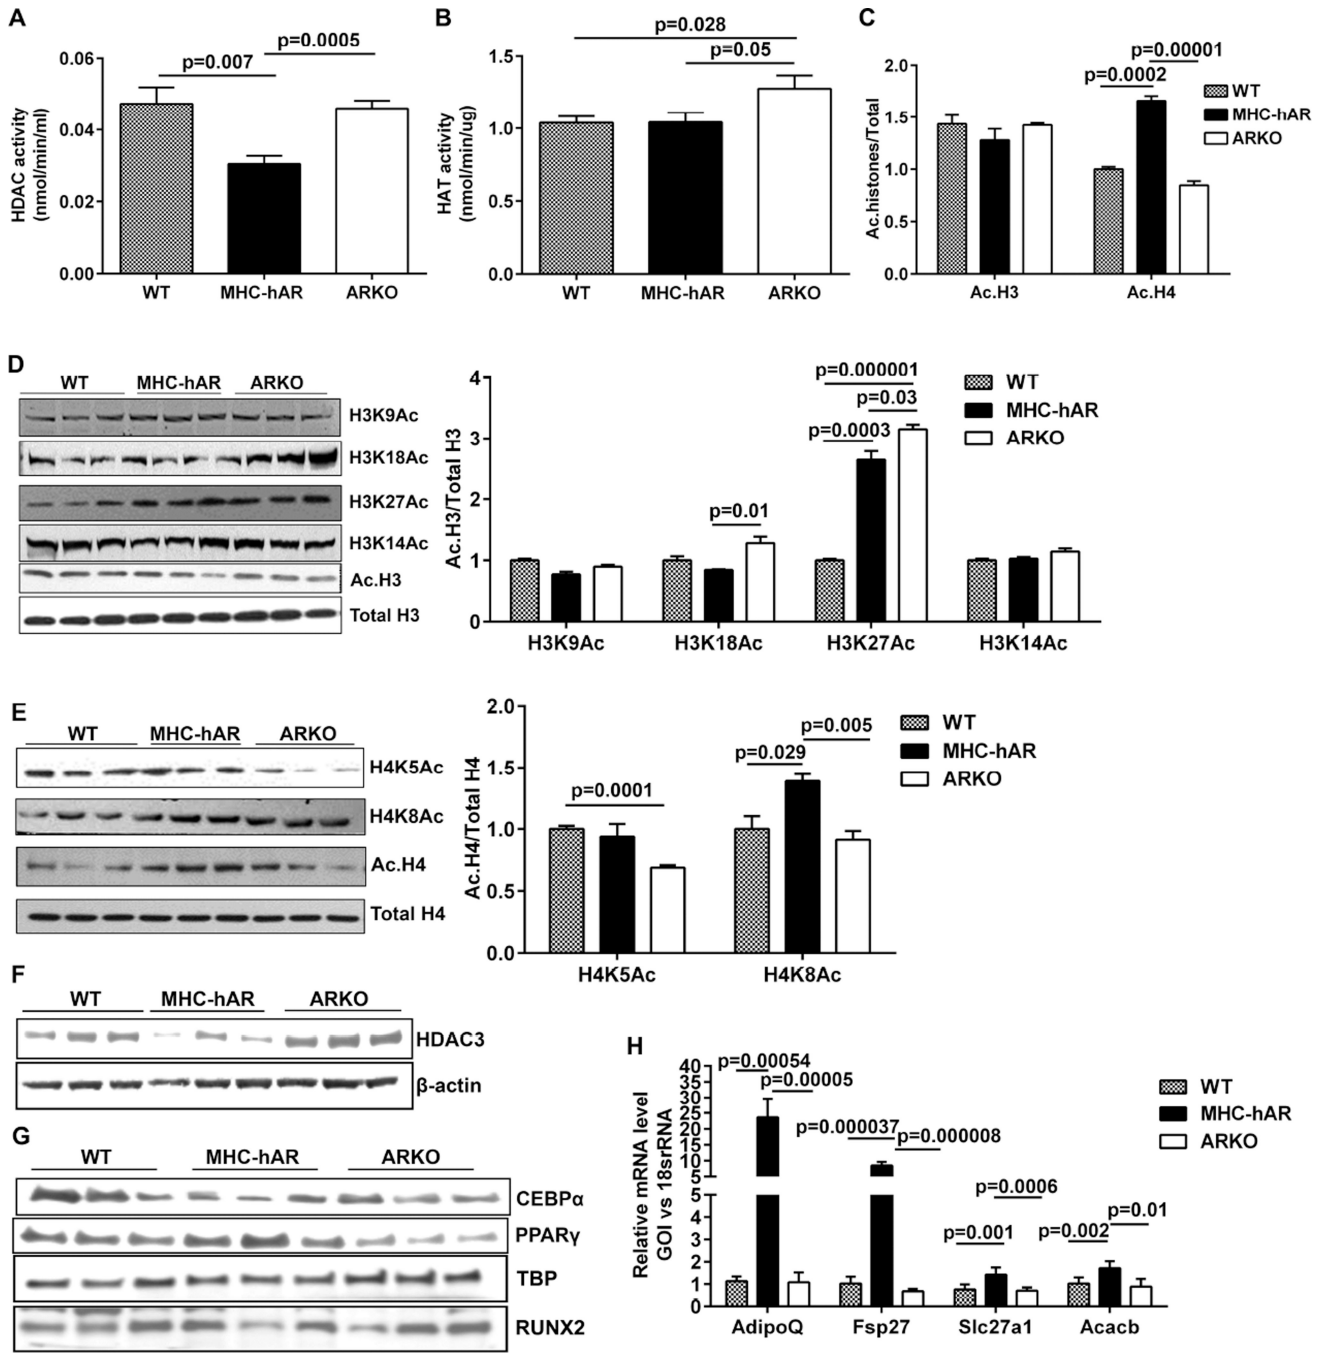 A
HDAC activity
(nmol/min/ml)
0.06
0.04
0.02
0.00
p=0.007
p=0.0005
WT
MHC-hAR
ARKO
B
HAT activity
(nmol/min/ug)
1.5
1.0
0.5
0.0
p=0.028
p=0.05
WT
MHC-hAR
ARKO
C
Ac.histones/Total
2.0
1.5
1.0
0.5
0.0
p=0.00001
p=0.0002
WT
MHC-hAR
ARKO
Ac.H3
Ac.H4
D
WT
MHC-hAR
ARKO
H3K9Ac
H3K18Ac
H3K27Ac
H3K14Ac
Ac.H3
Total H3
Ac.H3/Total H3
4
3
2
1
0
p=0.01
p=0.000001
p=0.03
p=0.0003
WT
MHC-hAR
ARKO
H3K9Ac
H3K18Ac
H3K27Ac
H3K14Ac
E
WT
MHC-hAR
ARKO
H4K5Ac
H4K8Ac
Ac.H4
Total H4
Ac.H4/Total H4
2.0
1.5
1.0
0.5
0.0
p=0.0001
p=0.029
p=0.005
WT
MHC-hAR
ARKO
H4K5Ac
H4K8Ac
F
WT
MHC-hAR
ARKO
HDAC3
β-actin
G
WT
MHC-hAR
ARKO
CEBPα
PPARγ
TBP
RUNX2
H
Relative mRNA level
GOI vs 18srRNA
40
35
30
25
20
15
10
5
5
4
3
2
1
0
p=0.00054
p=0.00005
p=0.000037
p=0.000008
p=0.0006
p=0.001
p=0.002
p=0.01
WT
MHC-hAR
ARKO
AdipoQ
Fsp27
Slc27a1
Acacb